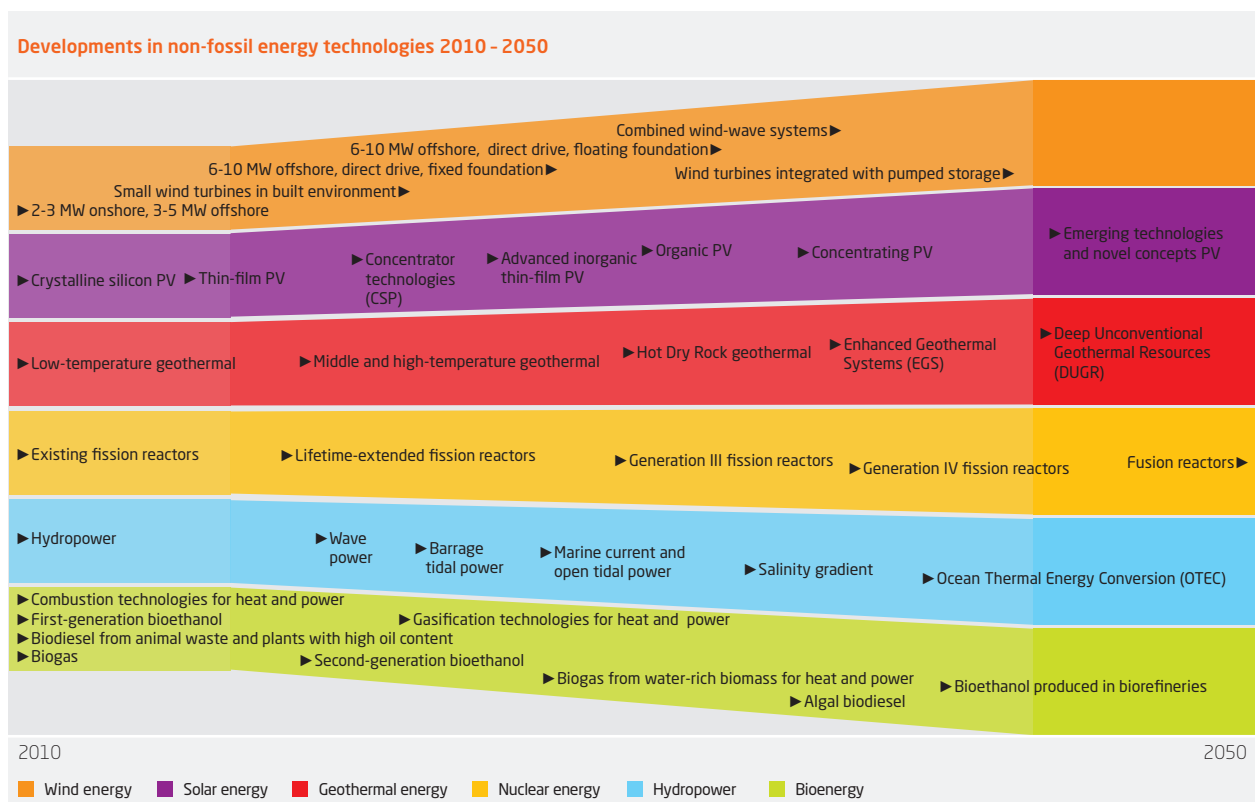 Developments in non-fossil energy technologies 2010 – 2050
Combined wind-wave systems ►
6-10 MW offshore, direct drive, floating foundation ►
6-10 MW offshore, direct drive, fixed foundation ►
Wind turbines integrated with pumped storage ►
Small wind turbines in built environment ►
► 2-3 MW onshore, 3-5 MW offshore
► Crystalline silicon PV
► Thin-film PV
► Concentrator
technologies
(CSP)
► Advanced inorganic
thin-film PV
► Organic PV
► Concentrating PV
► Emerging technologies
and novel concepts PV
► Low-temperature geothermal
► Middle and high-temperature geothermal
► Hot Dry Rock geothermal
► Enhanced Geothermal
Systems (EGS)
► Deep Unconventional
Geothermal Resources
(DUGR)
► Existing fission reactors
► Lifetime-extended fission reactors
► Generation III fission reactors
► Generation IV fission reactors
Fusion reactors ►
► Hydropower
► Wave
power
► Barrage
tidal power
► Marine current and
open tidal power
► Salinity gradient
► Ocean Thermal Energy Conversion (OTEC)
► Combustion technologies for heat and power
► First-generation bioethanol
► Biodiesel from animal waste and plants with high oil content
► Biogas
► Gasification technologies for heat and power
► Second-generation bioethanol
► Biogas from water-rich biomass for heat and power
► Algal biodiesel
► Bioethanol produced in biorefineries
2010
2050
Wind energy
Solar energy
Geothermal energy
Nuclear energy
Hydropower
Bioenergy